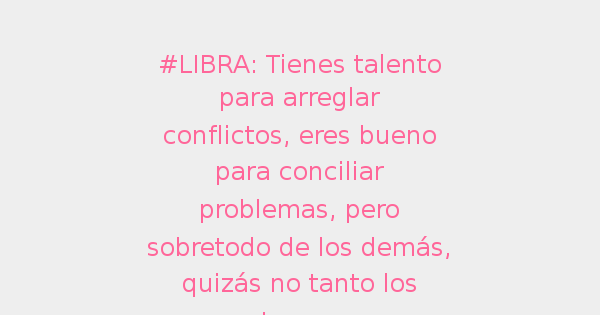 #LIBRA: Tienes talento
para arreglar
conflictos, eres bueno
para conciliar
problemas, pero
sobretodo de los demás,
quizás no tanto los